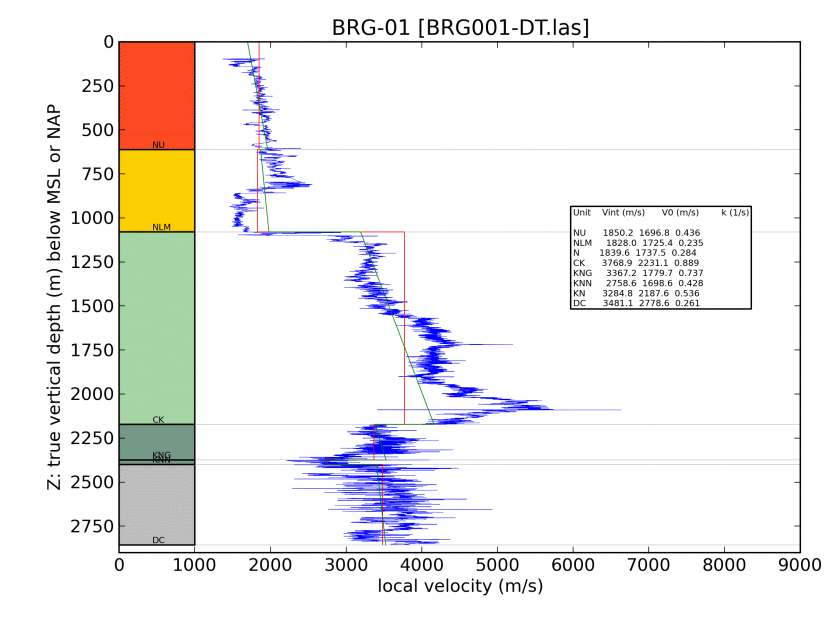 BRG-01 [BRG001-DT.las]
0
250
500
750
1000
1250
1500
1750
2000
2250
2500
2750
Z: true vertical depth (m) below MSL or NAP
NU
NLM
CK
KNG
KNN
DC
Unit Vint (m/s) V0 (m/s) k (1/s)
NU 1850.2 1696.8 0.436
NLM 1828.0 1725.4 0.235
N 1839.6 1737.5 0.284
CK 3768.9 2231.1 0.889
KNG 3367.2 1779.7 0.737
KNN 2758.6 1698.6 0.428
KN 3284.8 2187.6 0.536
DC 3481.1 2778.6 0.261
0 1000 2000 3000 4000 5000 6000 7000 8000 9000
local velocity (m/s)